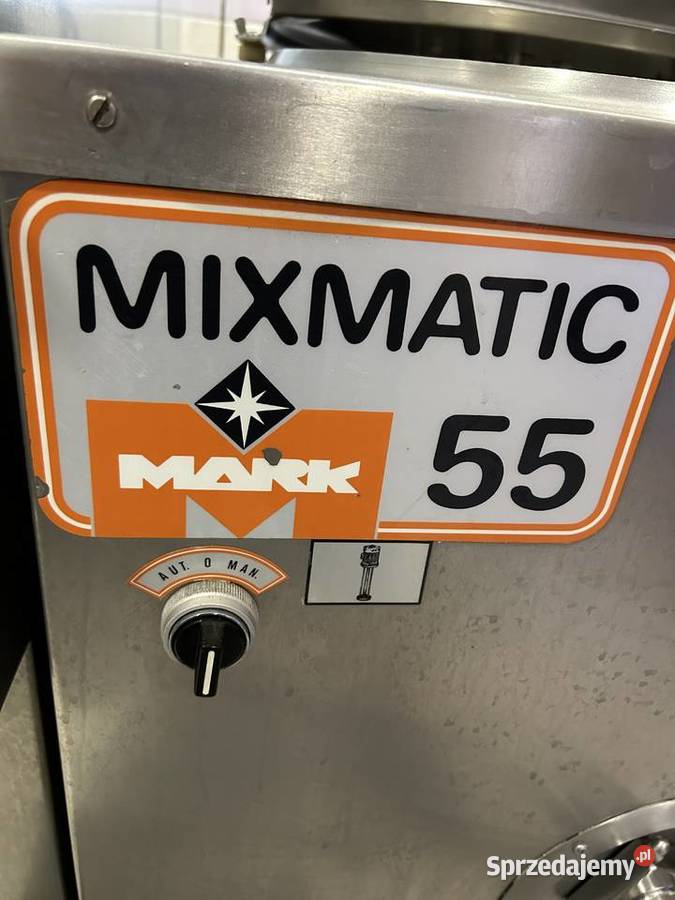 MIXMATIC
MARK
55
AUT. O MAN.
Sprzedajemy.pl